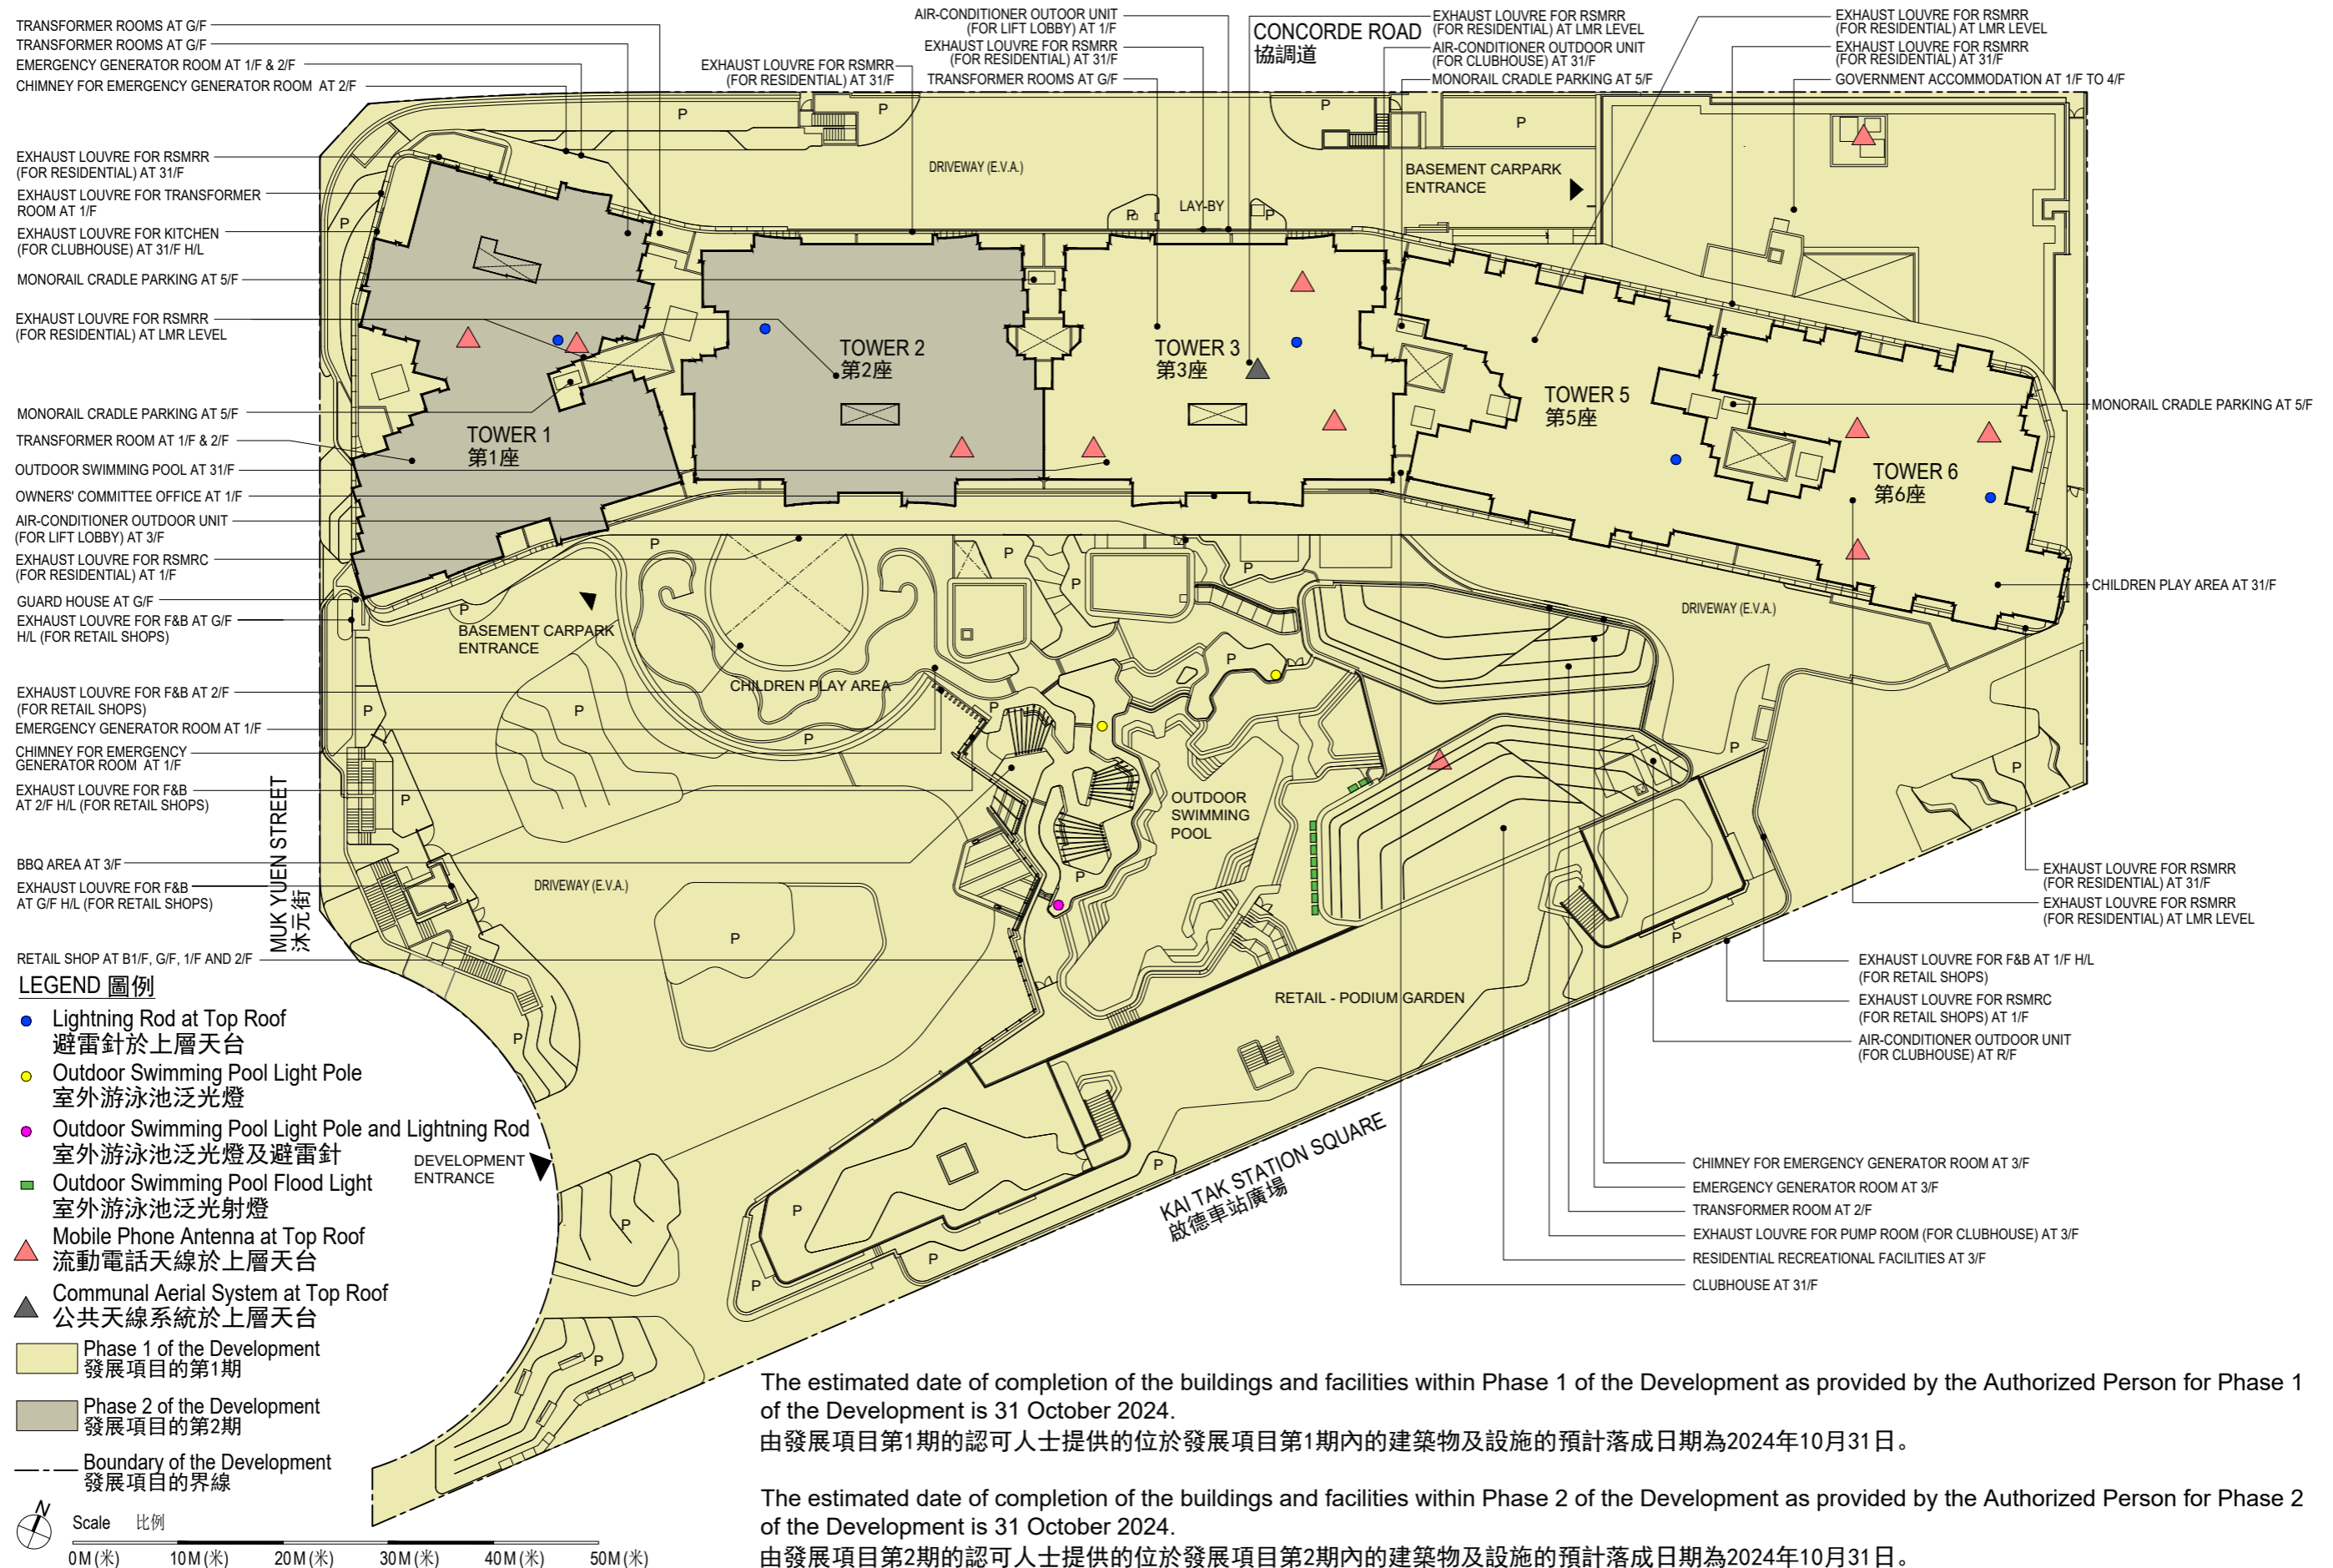 TRANSFORMER ROOMS AT G/F
TRANSFORMER ROOMS AT G/F
EMERGENCY GENERATOR ROOM AT 1/F & 2/F
CHIMNEY FOR EMERGENCY GENERATOR ROOM AT 2/F
EXHAUST LOUVRE FOR RSMRR
(FOR RESIDENTIAL) AT 31/F
AIR-CONDITIONER OUTOOR UNIT
(FOR LIFT LOBBY) AT 1/F
EXHAUST LOUVRE FOR RSMRR
(FOR RESIDENTIAL) AT 31/F
TRANSFORMER ROOMS AT G/F
CONCORDE ROAD
協調道
EXHAUST LOUVRE FOR RSMRR
(FOR RESIDENTIAL) AT LMR LEVEL
AIR-CONDITIONER OUTDOOR UNIT
(FOR CLUBHOUSE) AT 31/F
MONORAIL CRADLE PARKING AT 5/F
EXHAUST LOUVRE FOR RSMRR
(FOR RESIDENTIAL) AT LMR LEVEL
EXHAUST LOUVRE FOR RSMRR
(FOR RESIDENTIAL) AT 31/F
GOVERNMENT ACCOMMODATION AT 1/F TO 4/F
P
P
P
P
EXHAUST LOUVRE FOR RSMRR
(FOR RESIDENTIAL) AT 31/F
EXHAUST LOUVRE FOR TRANSFORMER
ROOM AT 1/F
EXHAUST LOUVRE FOR KITCHEN
(FOR CLUBHOUSE) AT 31/F H/L
MONORAIL CRADLE PARKING AT 5/F
EXHAUST LOUVRE FOR RSMRR
(FOR RESIDENTIAL) AT LMR LEVEL
MONORAIL CRADLE PARKING AT 5/F
TRANSFORMER ROOM AT 1/F & 2/F
OUTDOOR SWIMMING POOL AT 31/F
OWNERS' COMMITTEE OFFICE AT 1/F
AIR-CONDITIONER OUTDOOR UNIT
(FOR LIFT LOBBY) AT 3/F
EXHAUST LOUVRE FOR RSMRC
(FOR RESIDENTIAL) AT 1/F
GUARD HOUSE AT G/F
EXHAUST LOUVRE FOR F&B AT G/F
H/L (FOR RETAIL SHOPS)
EXHAUST LOUVRE FOR F&B AT 2/F
(FOR RETAIL SHOPS)
EMERGENCY GENERATOR ROOM AT 1/F
CHIMNEY FOR EMERGENCY
GENERATOR ROOM AT 1/F
EXHAUST LOUVRE FOR F&B
AT 2/F H/L (FOR RETAIL SHOPS)
BBQ AREA AT 3/F
EXHAUST LOUVRE FOR F&B
AT G/F H/L (FOR RETAIL SHOPS)
RETAIL SHOP AT B1/F, G/F, 1/F AND 2/F
MUK YUEN STREET
沐元街
DRIVEWAY (E.V.A.)
LAY-BY
P
P
P
BASEMENT CARPARK
ENTRANCE
TOWER 1
第1座
TOWER 2
第2座
TOWER 3
第3座
TOWER 5
第5座
TOWER 6
第6座
MONORAIL CRADLE PARKING AT 5/F
CHILDREN PLAY AREA AT 31/F
DRIVEWAY (E.V.A.)
BASEMENT CARPARK
ENTRANCE
CHILDREN PLAY AREA
P
P
P
P
P
P
P
P
P
P
P
P
P
P
OUTDOOR
SWIMMING
POOL
DRIVEWAY (E.V.A.)
P
P
P
P
RETAIL - PODIUM GARDEN
EXHAUST LOUVRE FOR RSMRR
(FOR RESIDENTIAL) AT 31/F
EXHAUST LOUVRE FOR RSMRR
(FOR RESIDENTIAL) AT LMR LEVEL
EXHAUST LOUVRE FOR F&B AT 1/F H/L
(FOR RETAIL SHOPS)
EXHAUST LOUVRE FOR RSMRC
(FOR RETAIL SHOPS) AT 1/F
AIR-CONDITIONER OUTDOOR UNIT
(FOR CLUBHOUSE) AT R/F
KAI TAK STATION SQUARE
啟德車站廣場
CHIMNEY FOR EMERGENCY GENERATOR ROOM AT 3/F
EMERGENCY GENERATOR ROOM AT 3/F
TRANSFORMER ROOM AT 2/F
EXHAUST LOUVRE FOR PUMP ROOM (FOR CLUBHOUSE) AT 3/F
RESIDENTIAL RECREATIONAL FACILITIES AT 3/F
CLUBHOUSE AT 31/F
DEVELOPMENT
ENTRANCE
P
P
P
P
P
P
LEGEND 圖例
Lightning Rod at Top Roof
避雷針於上層天台
Outdoor Swimming Pool Light Pole
室外游泳池泛光燈
Outdoor Swimming Pool Light Pole and Lightning Rod
室外游泳池泛光燈及避雷針
Outdoor Swimming Pool Flood Light
室外游泳池泛光射燈
Mobile Phone Antenna at Top Roof
流動電話天線於上層天台
Communal Aerial System at Top Roof
公共天線系統於上層天台
Phase 1 of the Development
發展項目的第1期
Phase 2 of the Development
發展項目的第2期
Boundary of the Development
發展項目的界線
N
Scale 比例
0M(米) 10M(米) 20M(米) 30M(米) 40M(米) 50M(米)
The estimated date of completion of the buildings and facilities within Phase 1 of the Development as provided by the Authorized Person for Phase 1
of the Development is 31 October 2024.
由發展項目第1期的認可人士提供的位於發展項目第1期內的建築物及設施的預計落成日期為2024年10月31日。
The estimated date of completion of the buildings and facilities within Phase 2 of the Development as provided by the Authorized Person for Phase 2
of the Development is 31 October 2024.
由發展項目第2期的認可人士提供的位於發展項目第2期內的建築物及設施的預計落成日期為2024年10月31日。